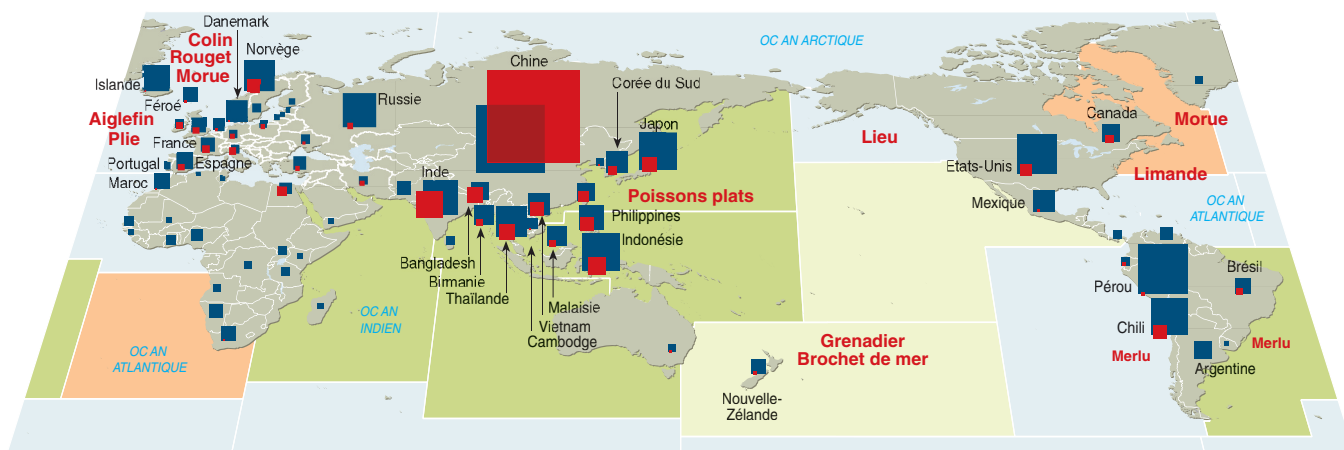 Danemark
Colin
Rouget
Morue
Norvège
Islande
Féroé
Aiglefin
Plie
France
Portugal
Espagne
Maroc
Russie
Chine
Corée du Sud
Japon
Inde
Poissons plats
Philippines
Indonésie
Bangladesh
Birmanie
Thaïlande
Malaisie
Vietnam
Cambodge
OC AN ARCTIQUE
Lieu
Canada
Morue
Etats-Unis
Limande
Mexique
OC AN
ATLANTIQUE
OC AN
INDIEN
OC AN
ATLANTIQUE
Grenadier
Brochet de mer
Nouvelle-
Zélande
Pérou
Brésil
Chili
Merlu
Merlu
Argentine